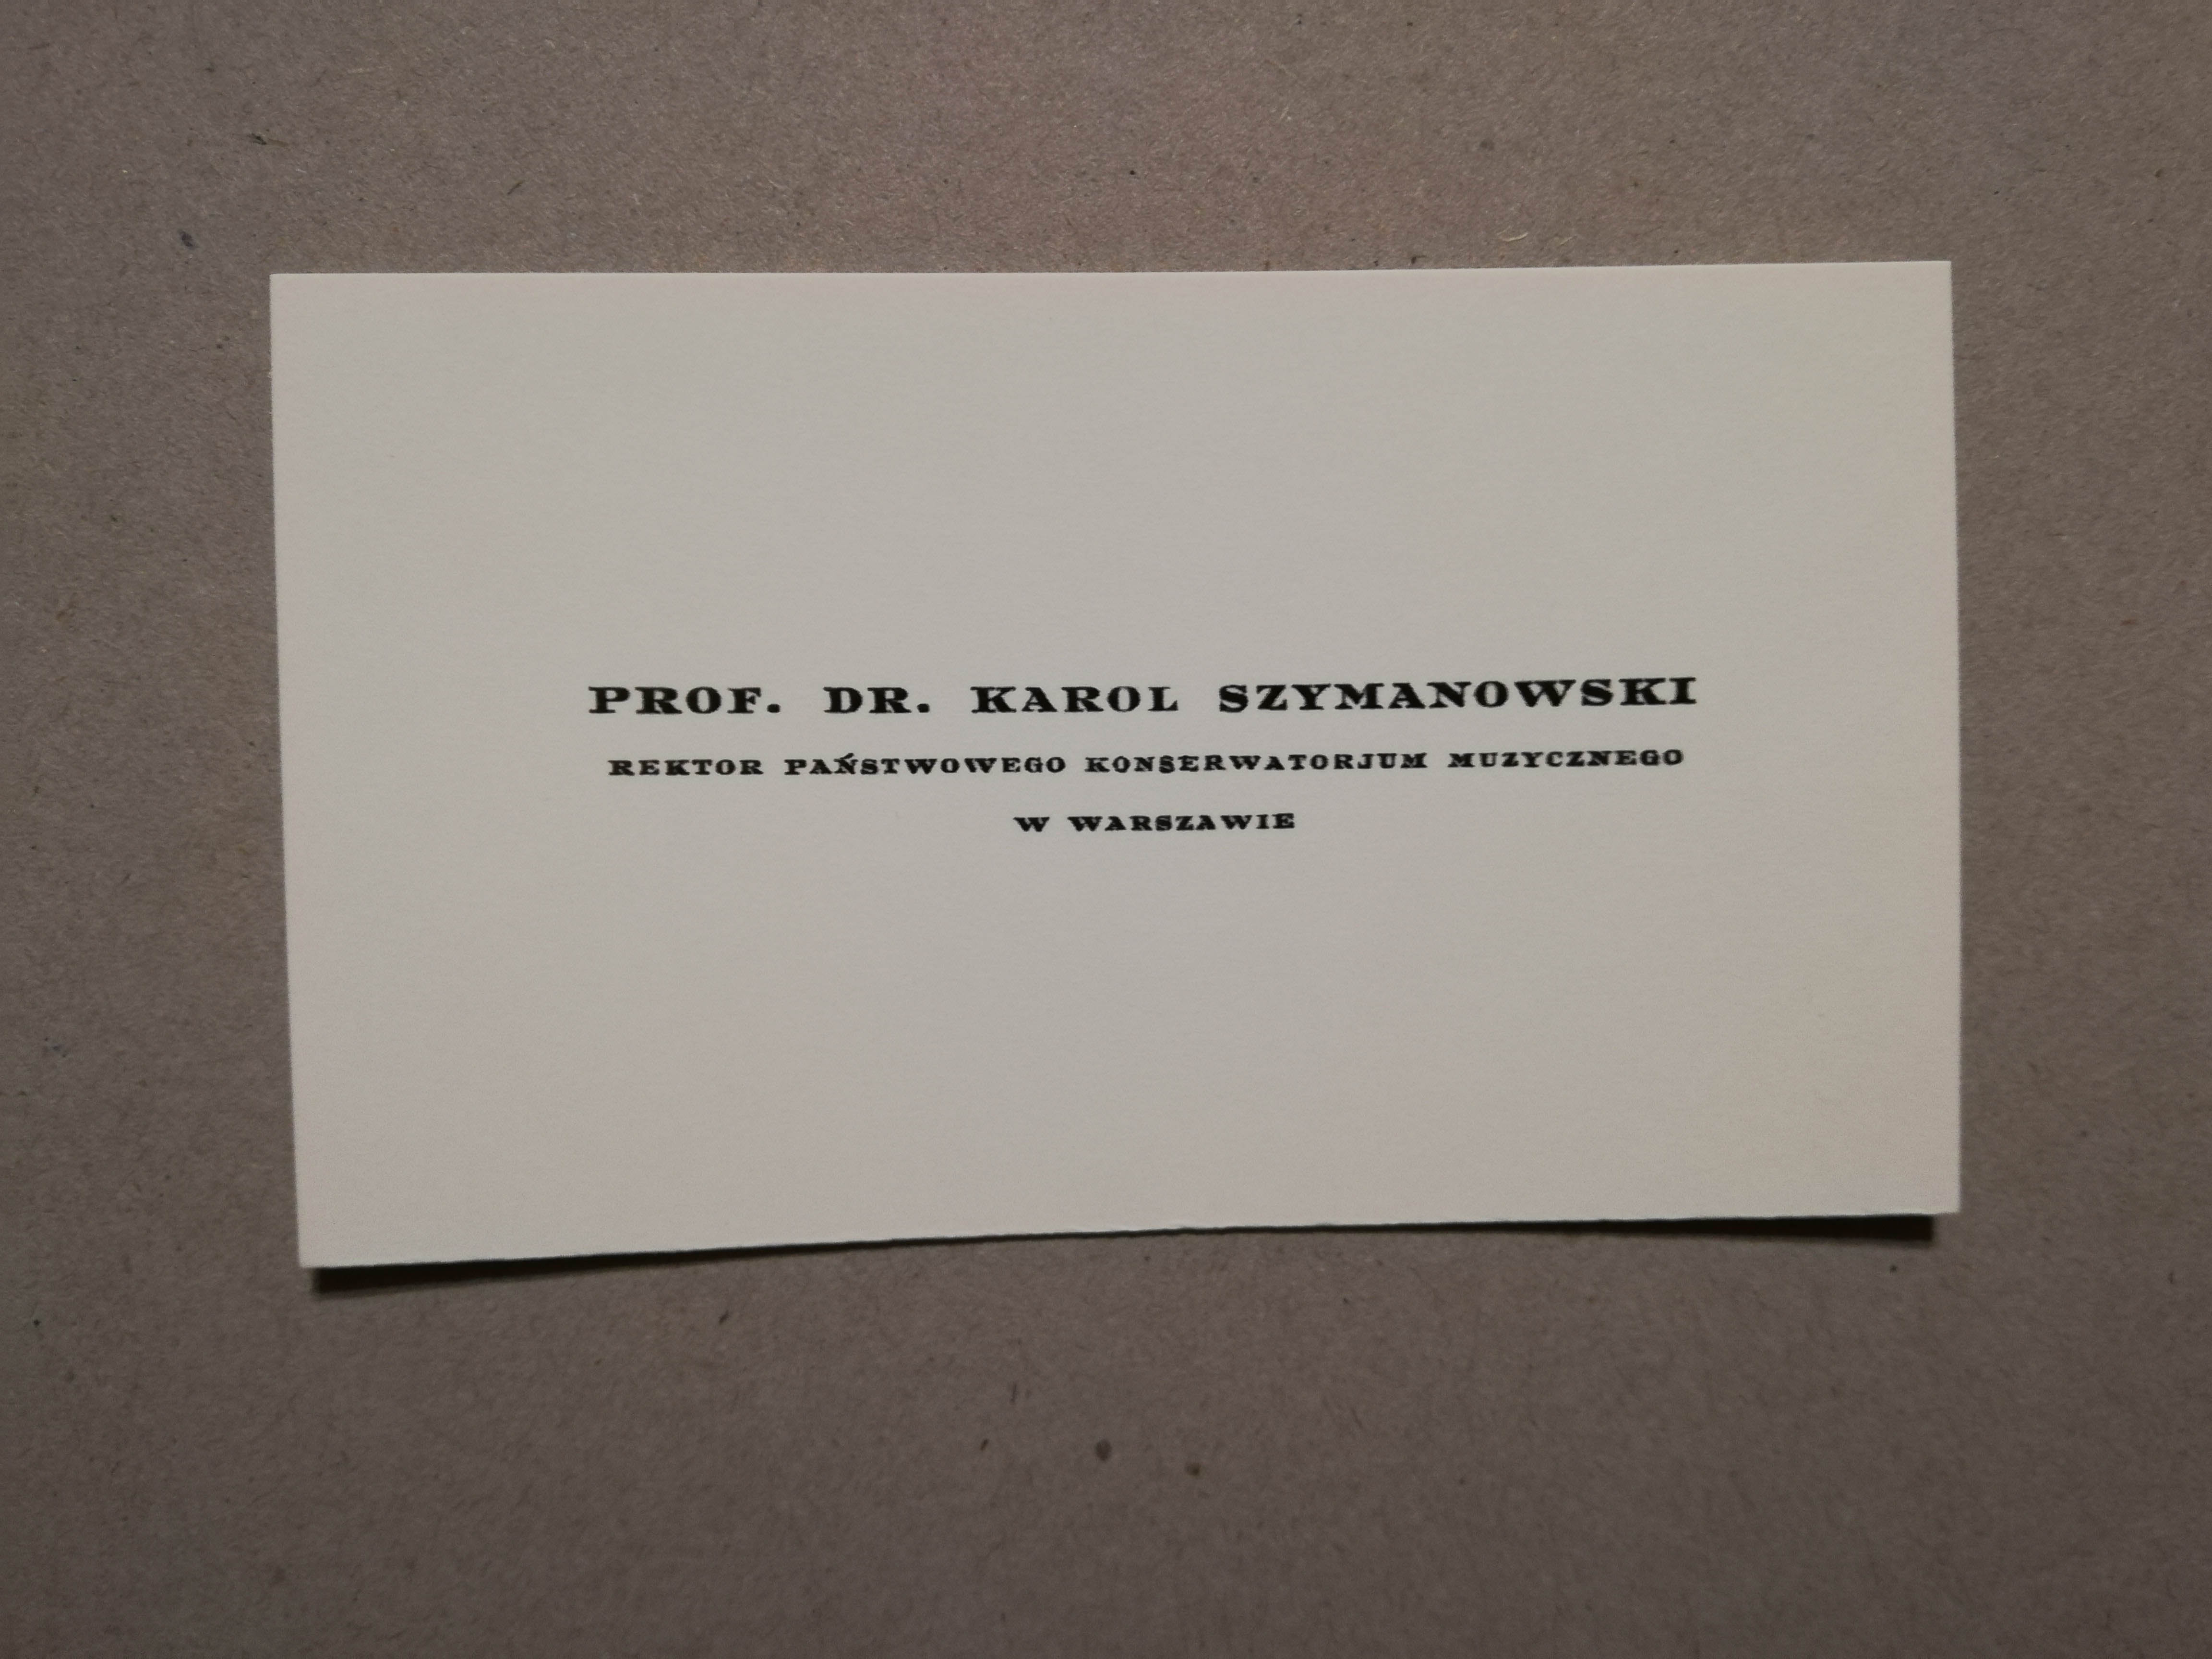 PROF. DR. KAROL SZYMANOWSKI
REKTOR PAŃSTWOWEGO KONSERWATORJUM MUZYCZNEGO
W WARSZAWIE